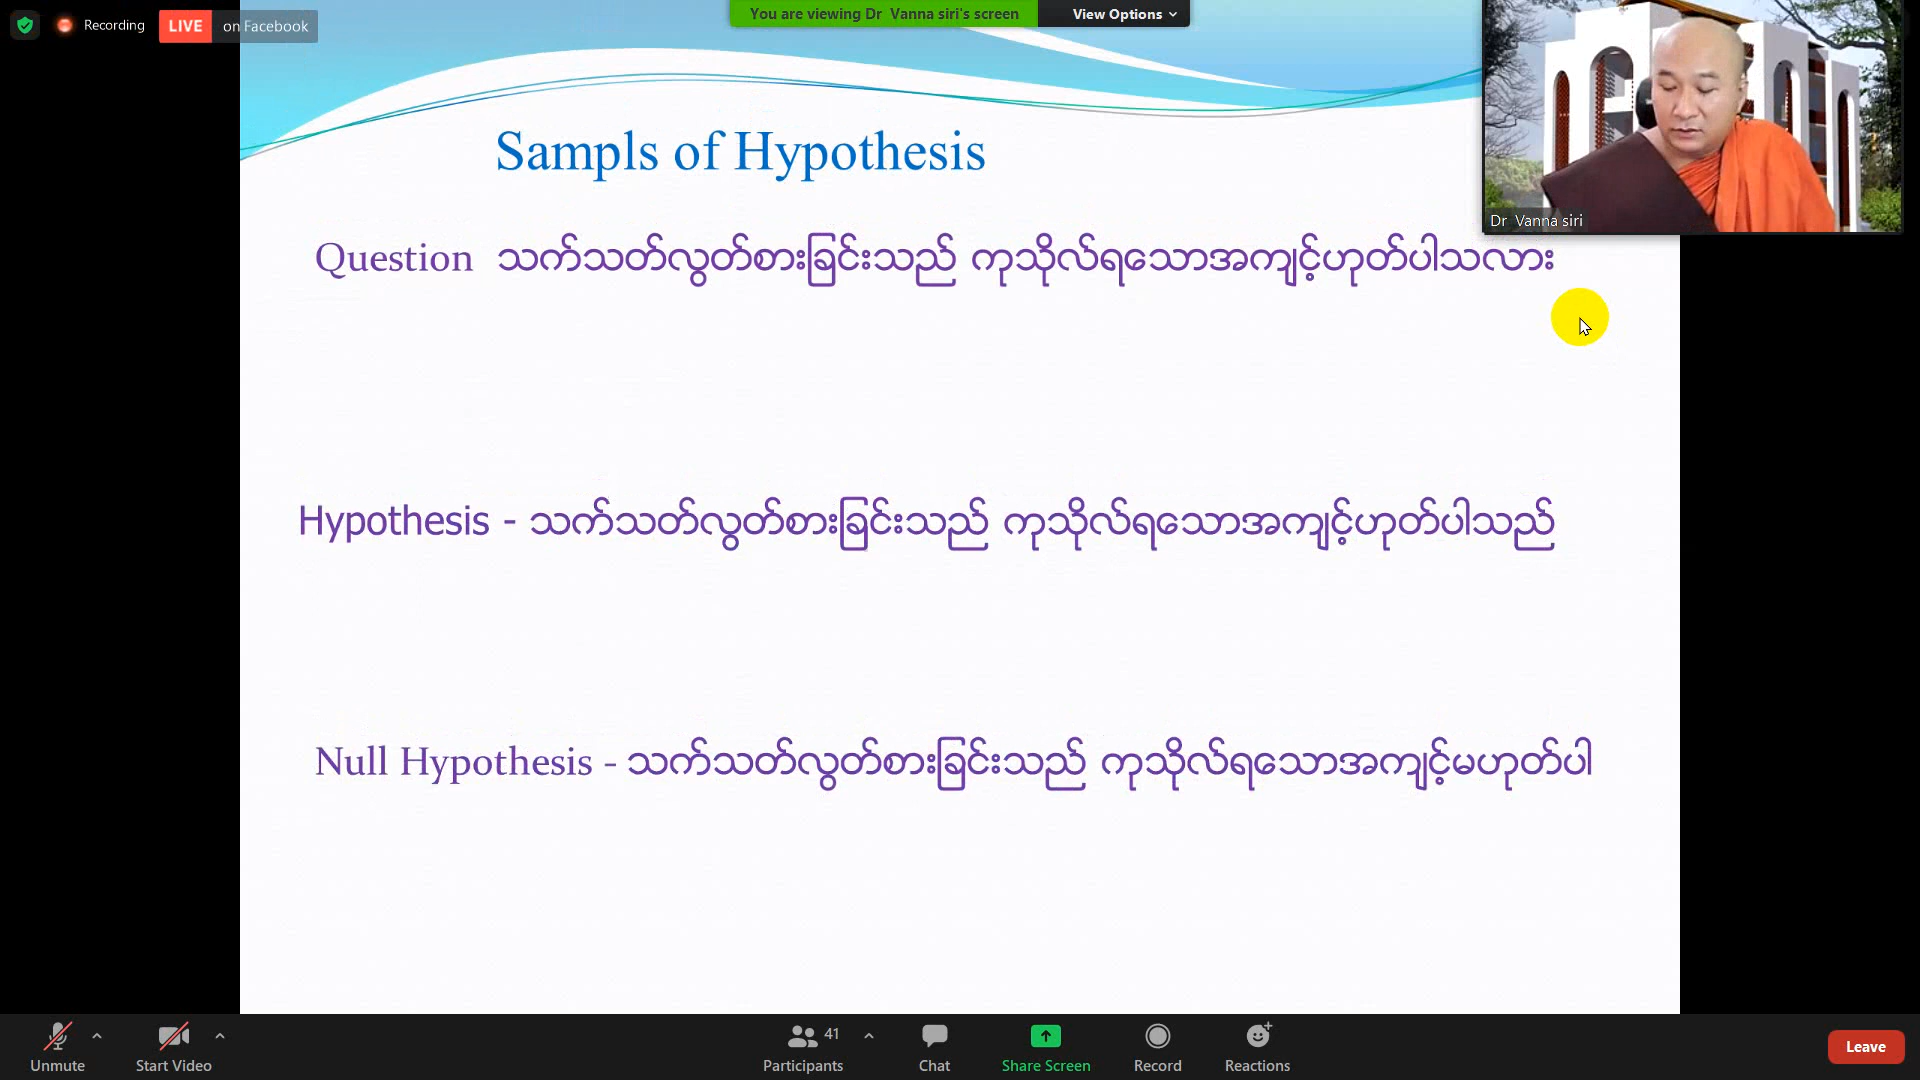 Recording
LIVE on Facebook
You are viewing Dr Vanna siri's screen
View Options
Sampls of Hypothesis
Dr Vanna siri
Question သက်သတ်လွတ်စားခြင်းသည် ကုသိုလ်ရသောအကျင့်ဟုတ်ပါသလား
Hypothesis - သက်သတ်လွတ်စားခြင်းသည် ကုသိုလ်ရသောအကျင့်ဟုတ်ပါသည်
Null Hypothesis - သက်သတ်လွတ်စားခြင်းသည် ကုသိုလ်ရသောအကျင့်မဟုတ်ပါ
Unmute
Start Video
41
Participants
Chat
Share Screen
Record
Reactions
Leave